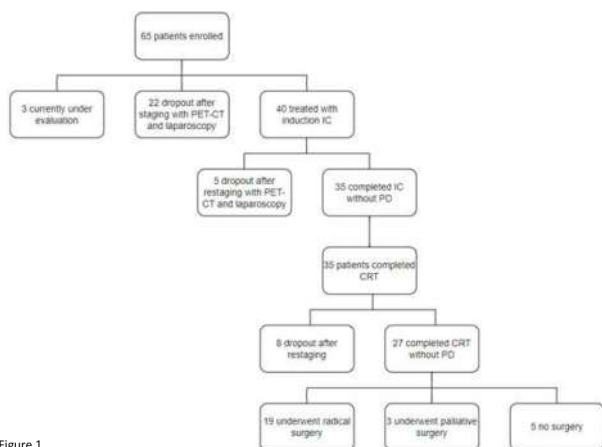 65 patients enrolled
3 currently under
evaluation
22 dropout after
staging with PET-CT
and laparoscopy
40 treated with
induction IC
5 dropout after
restaging with PET-
CT and laparoscopy
35 completed IC
without PD
35 patients completed
CRT
8 dropout after
restaging
27 completed CRT
without PD
19 underwent radical
surgery
3 underwent palliative
surgery
5 no surgery
Figure 1